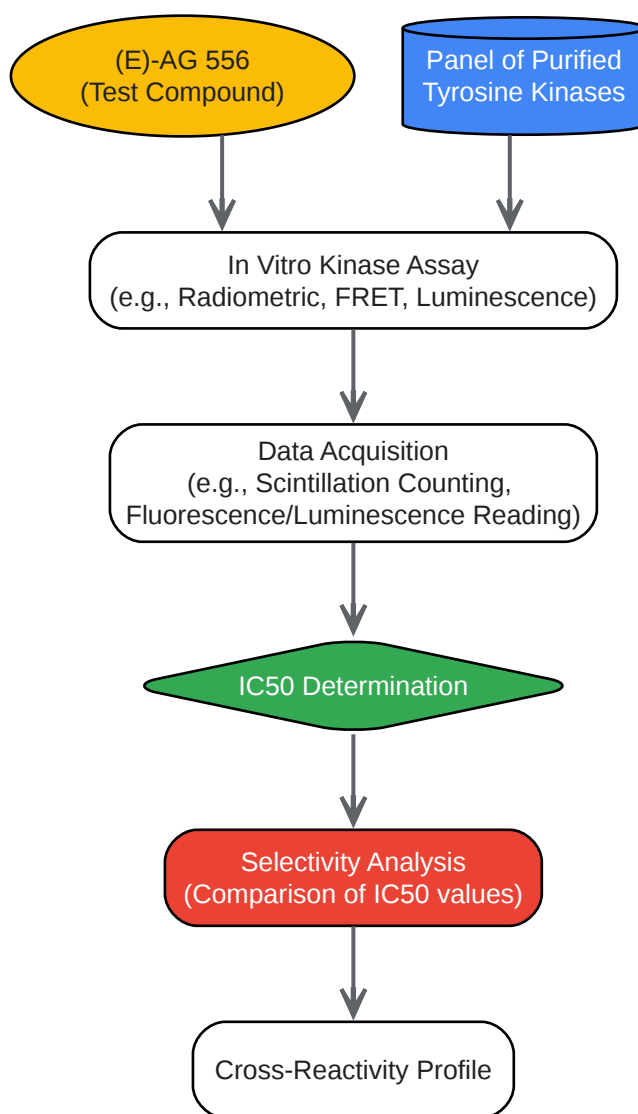 (E)-AG 556
(Test Compound)
Panel of Purified
Tyrosine Kinases
In Vitro Kinase Assay
(e.g., Radiometric, FRET, Luminescence)
Data Acquisition
(e.g., Scintillation Counting,
Fluorescence/Luminescence Reading)
IC50 Determination
Selectivity Analysis
(Comparison of IC50 values)
Cross-Reactivity Profile